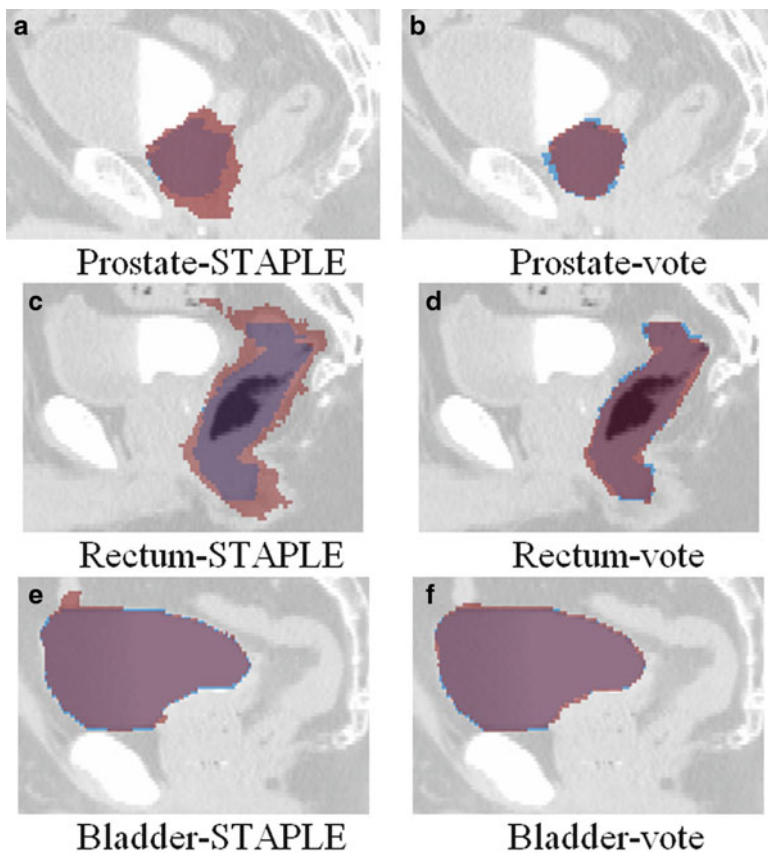 a
b
Prostate-STAPLE
Prostate-vote
c
d
Rectum-STAPLE
Rectum-vote
e
f
Bladder-STAPLE
Bladder-vote